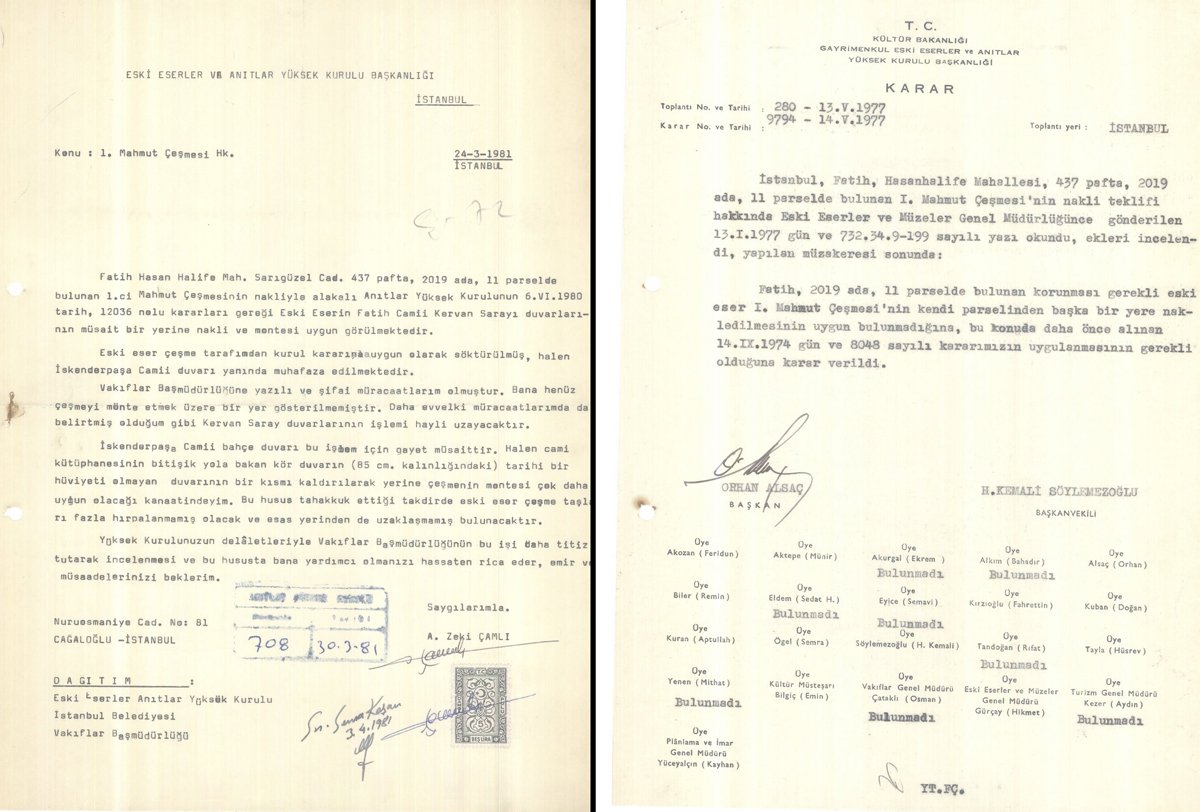 ESKİ ESERLER VE ANITLAR YÜKSEK KURULU BAŞKANLIĞI
İSTANBUL
Konu : 1. Mahmut Çeşmesi Hk.
24-3-1981
İSTANBUL
Fatih Hasan Halife Mah. Sarıgüzel Cad. 437 pafta, 2019 ada, 11 parselde
bulunan 1.ci Mahmut Çeşmesinin nakliyle alakalı Anıtlar Yüksek Kurulunun 6.VI.1980
tarih, 12036 nolu kararları gereği Eski Eserin Fatih Camii Kervan Sarayı duvarları-
nın müsait bir yerine nakli ve montesi uygun görülmektedir.
Eski eser çeşme tarafımdan kurul kararına uygun olarak söktürülmüş, halen
İskenderpaşa Camii duvarı yanında muhafaza edilmektedir.
Vakıflar Başmüdürlüğüne yazılı ve şifai müracaatlarım olmuştur. Bana henüz
çeşmeyi mönte etmek üzere bir yer gösterilmemiştir. Daha evvelki müracaatlarımda da
belirtmiş olduğum gibi Kervan Saray duvarlarının işlemi hayli uzayacaktır.
İskenderpaşa Camii bahçe duvarı bu işlem için gayet müsaittir. Halen cami
kütüphanesinin bitişik yola bakan kör duvarın (85 cm. kalınlığındaki) tarihi bir
hüviyeti olmayan duvarının bir kısmı kaldırılarak yerine çeşmenin montesi çok daha
uygun olacağı kanaatindeyim. Bu husus tahakkuk ettiği takdirde eski eser çeşme taşla
rı fazla hırpalanmamış olacak ve esas yerinden de uzaklaşmamış bulunacaktır.
Yüksek Kurulunuzun delâletleriyle Vakıflar Başmüdürlüğünün bu işi daha titiz
tutarak incelenmesi ve bu hususta bana yardımcı olmanızı hassaten rica eder, emir v
müsaadelerinizi beklerim.
708 30.3.81
Saygılarımla.
Nuruesmaniye Cad. No: 81
CAGALOĞLU -İSTANBUL
A. Zeki ÇAMLI
D A G I T I M :
Eski Eserler Anıtlar Yüksek Kurulu
İstanbul Belediyesi
Vakıflar Başmüdürlüğü
3.4.1981
T. C.
KÜLTÜR BAKANLIĞI
GAYRİMENKUL ESKİ ESERLER ve ANITLAR
YÜKSEK KURULU BAŞKANLIĞI
KARAR
Toplantı No. ve Tarihi : 280 - 13.V.1977
Karar No. ve Tarihi : 9794 - 14.V.1977
Toplantı yeri : İSTANBUL
İstanbul, Fatih, Hasanhalife Mahallesi, 437 pafta, 2019
ada, 11 parselde bulunan I. Mahmut Çeşmesi'nin nakli teklifi
hakkında Eski Eserler ve Müzeler Genel Müdürlüğünce gönderilen
13.I.1977 gün ve 732.34.9-199 sayılı yazı okundu, ekleri incelen-
di, yapılan müzakeresi sonunda:
Fatih, 2019 ada, 11 parselde bulunan korunması gerekli eski
eser I. Mahmut Çeşmesi'nin kendi parselinden başka bir yere nak-
ledilmesinin uygun bulunmadığına, bu konuda daha önce alınan
14.IX.1974 gün ve 8048 sayılı kararımızın uygulanmasının gerekli
olduğuna karar verildi.
ORHAN ALSAÇ
BAŞKAN
H.KEMALİ SÖYLEMEZOĞLU
BAŞKANVEKİLİ
Üye Üye Üye Üye Üye
Akozan (Feridun) Aktepe (Münir) Akurgal (Ekrem) Alkım (Bahadır) Alsaç (Orhan)
Bulunmadı Bulunmadı
Üye Üye Üye Üye Üye
Biler (Remin) Eldem (Sedat H.) Eyice (Semavi) Kırzıoğlu (Fahrettin) Kuban (Doğan)
Bulunmadı Bulunmadı
Üye Üye Üye Üye Üye
Kuran (Aptullah) Ögel (Semra) Söylemezoğlu (H. Kemali) Tandoğan (Rıfat) Tayla (Hüsrev)
Bulunmadı
Üye Kültür Müsteşarı Üye Üye Üye
Yenen (Mithat) Bilgiç (Emin) Vakıflar Genel Müdürü Eski Eserler ve Müzeler Turizm Genel Müdürü
Çataklı (Osman) Genel Müdürü Kezer (Aydın)
Gürçay (Hikmet)
Bulunmadı Bulunmadı Bulunmadı
Üye
Plânlama ve İmar
Genel Müdürü
Yüceyalçın (Kayhan)
YT.FÇ.